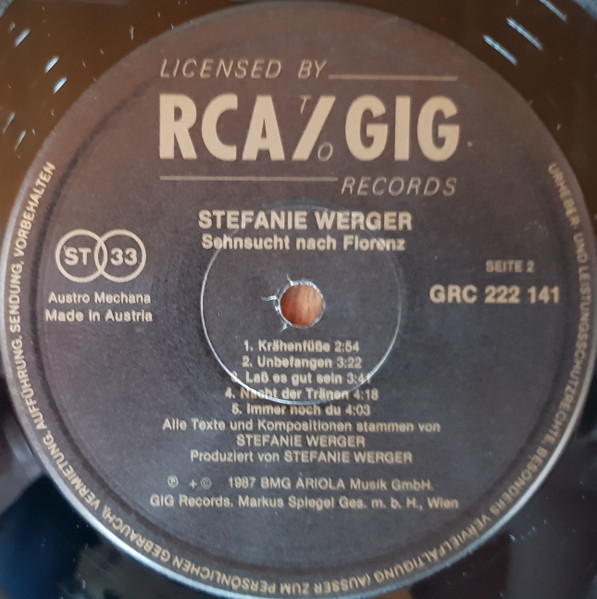 LICENSED BY
RCA TO GIG
RECORDS
STEFANIE WERGER
Sehnsucht nach Florenz
ST 33
SEITE 2
Austro Mechana
Made in Austria
GRC 222 141
1. Krähenfüße 2:54
2. Unbefangen 3:22
3. Laß es gut sein 3:41
4. Nacht der Tränen 4:18
5. Immer noch du 4:03
Alle Texte und Kompositionen stammen von
STEFANIE WERGER
Produziert von STEFANIE WERGER
℗ + © 1987 BMG ARIOLA Musik GmbH.
GIG Records. Markus Spiegel Ges. m. b. H., Wien
URHEBER- UND LEISTUNGSSCHUTZRECHTE, BESONDERS VERVIELFÄLTIGUNG (AUSSER ZUM PERSÖNLICHEN GEBRAUCH), VERMIETUNG, AUFFÜHRUNG, SENDUNG, VORBEHALTEN